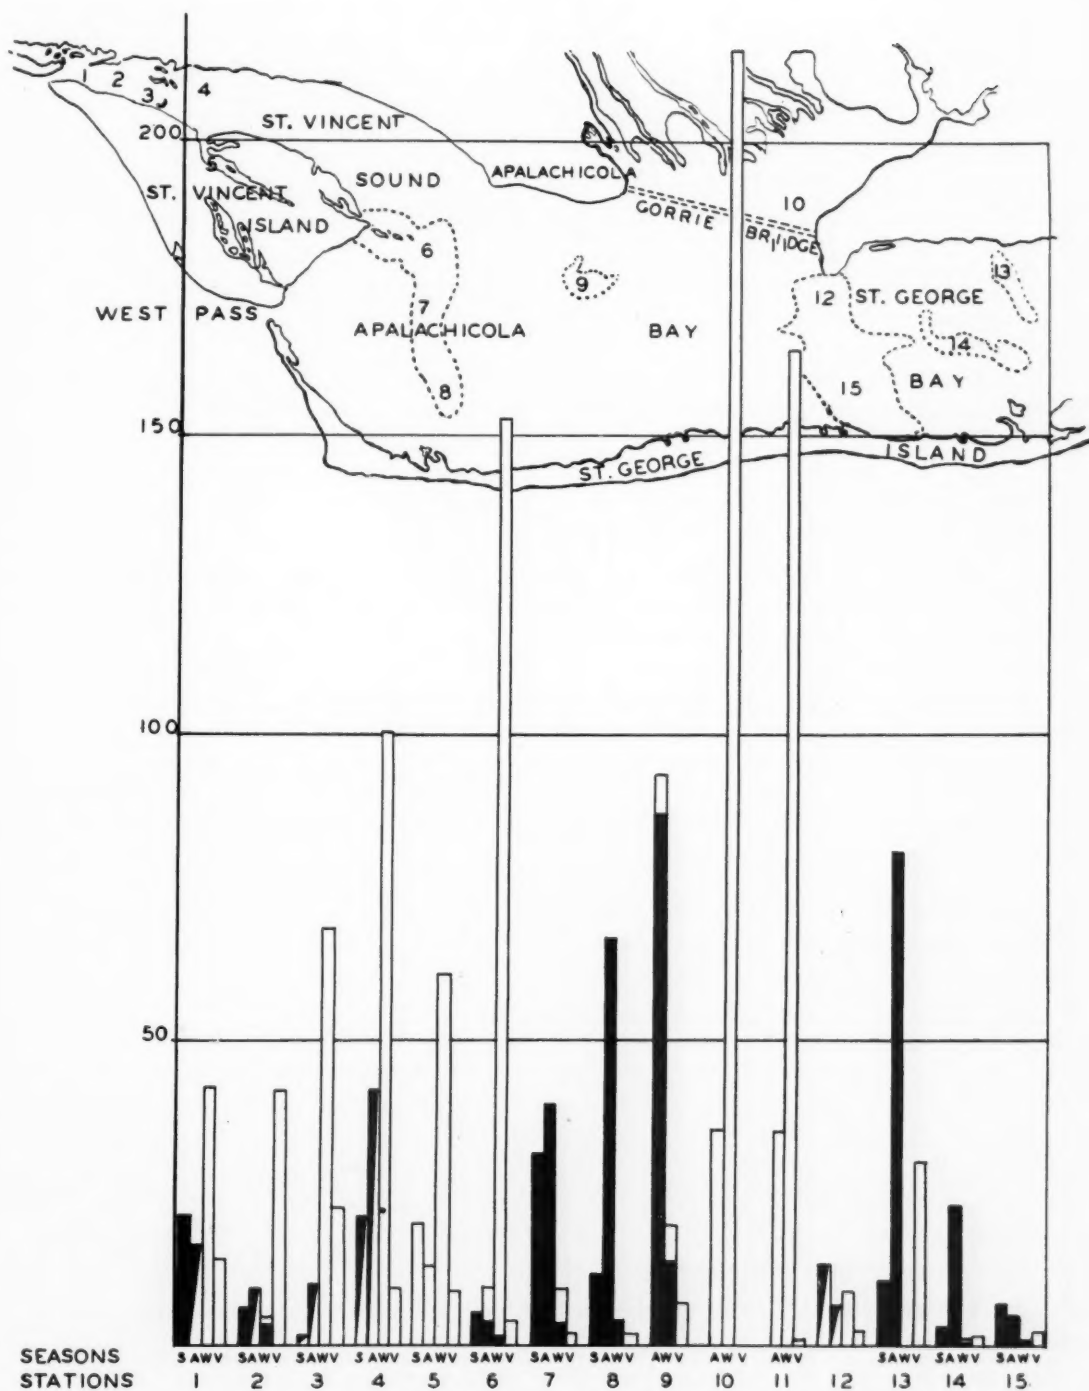 1 2 3 4
200
ST. VINCENT
SOUND
5
ST. VINCENT
ISLAND
APALACHICOLA
GORRIE BRIDGE
10
6
9
13
12
ST. GEORGE
WEST PASS
7
APALACHICOLA BAY
14
8
15
BAY
150
ST. GEORGE ISLAND
100
50
SEASONS SAWV SAWV SAWV SAWV SAWV SAWV SAWV SAWV AWV AWV AWV SAWV SAWV SAWV
STATIONS 1 2 3 4 5 6 7 8 9 10 11 12 13 14 15